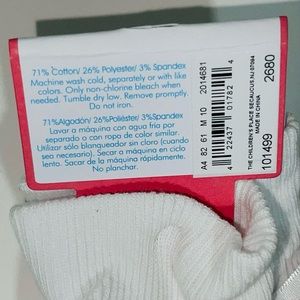 71% Cotton/ 26% Polyester/ 3% Spandex
Machine wash cold, separately or with like
colors. Only non-chlorine bleach when
needed. Tumble dry low. Remove promptly.
Do not iron.
71%Algodón/ 26%Poliéster/ 3%Spandex
Lavar a máquina con agua fria por
separado o con ropa de color similar.
Utilizar sólo blanqueador sin cloro (cuando
sea necesario). Secar a máquina en ciclo
lento. Sacar de la máquina rápidamente.
No planchar.
A4 82 61 M 10 2014681
4 22437 01782 4
THE CHILDREN'S PLACE, SECAUCUS, NJ 07094
MADE IN CHINA
101499 2680